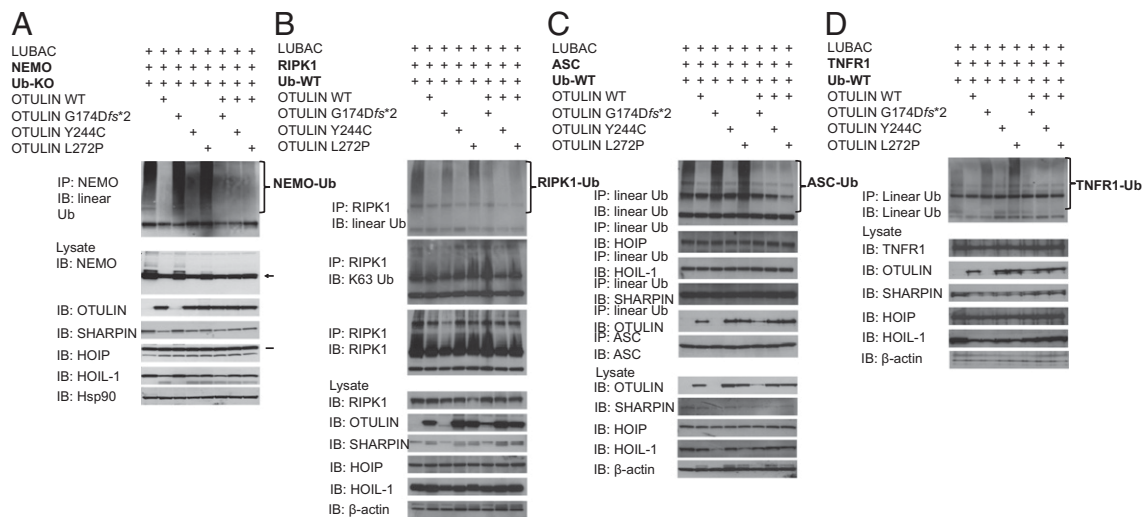 A
LUBAC + + + + + + + +
NEMO + + + + + + + +
Ub-KO + + + + + + + +
OTULIN WT + + + +
OTULIN G174Dfs*2 + +
OTULIN Y244C + +
OTULIN L272P + +
IP: NEMO
IB: linear
Ub
NEMO-Ub
Lysate
IB: NEMO
IB: OTULIN
IB: SHARPIN
IB: HOIP
IB: HOIL-1
IB: Hsp90
B
LUBAC + + + + + + + +
RIPK1 + + + + + + + +
Ub-WT + + + + + + + +
OTULIN WT + + + +
OTULIN G174Dfs*2 + +
OTULIN Y244C + +
OTULIN L272P + +
RIPK1-Ub
IP: RIPK1
IB: linear Ub
IP: RIPK1
IB: K63 Ub
IP: RIPK1
IB: RIPK1
Lysate
IB: RIPK1
IB: OTULIN
IB: SHARPIN
IB: HOIP
IB: HOIL-1
IB: β-actin
C
LUBAC + + + + + + + +
ASC + + + + + + + +
Ub-WT + + + + + + + +
OTULIN WT + + + +
OTULIN G174Dfs*2 + +
OTULIN Y244C + +
OTULIN L272P + +
ASC-Ub
IP: linear Ub
IB: linear Ub
IP: linear Ub
IB: HOIP
IP: linear Ub
IB: HOIL-1
IP: linear Ub
IB: SHARPIN
IP: linear Ub
IB: OTULIN
IP: ASC
IB: ASC
Lysate
IB: OTULIN
IB: SHARPIN
IB: HOIP
IB: HOIL-1
IB: β-actin
D
LUBAC + + + + + + + +
TNFR1 + + + + + + + +
Ub-WT + + + + + + + +
OTULIN WT + + + +
OTULIN G174Dfs*2 + +
OTULIN Y244C + +
OTULIN L272P + +
TNFR1-Ub
IP: Linear Ub
IB: Linear Ub
Lysate
IB: TNFR1
IB: OTULIN
IB: SHARPIN
IB: HOIP
IB: HOIL-1
IB: β-actin